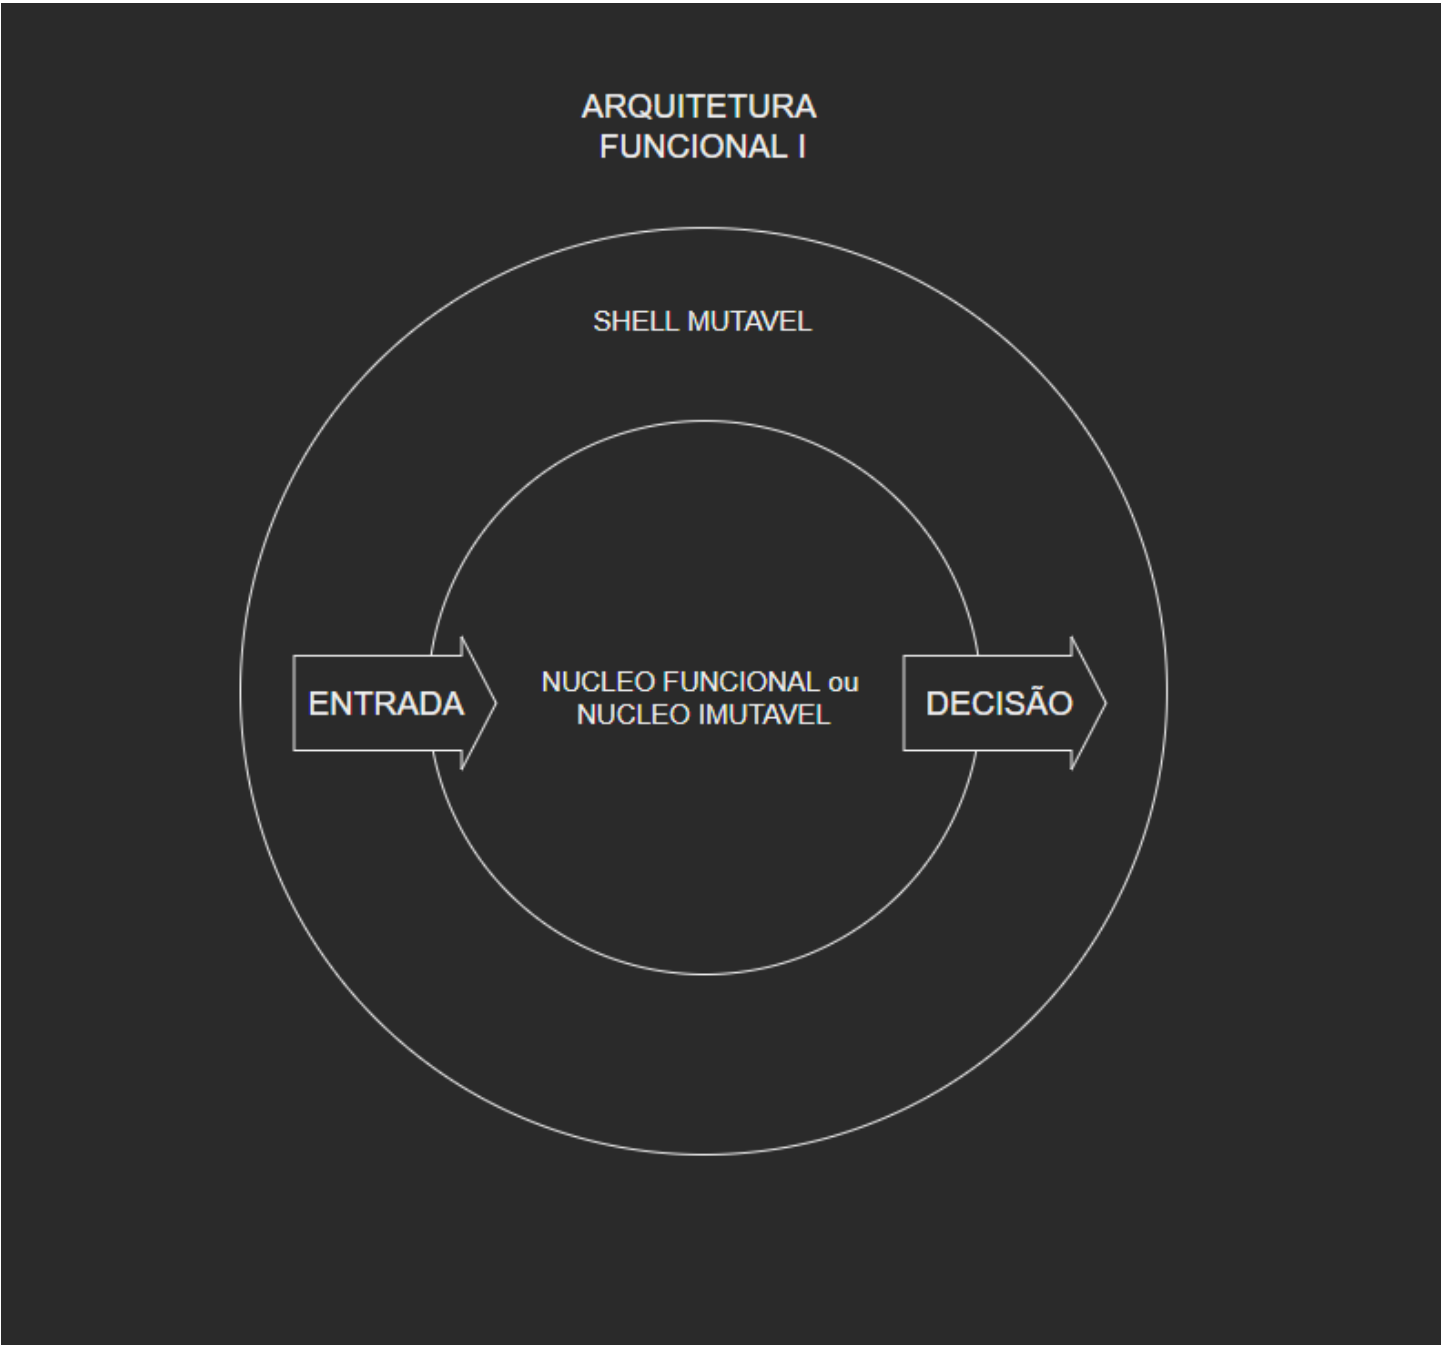 ARQUITETURA
FUNCIONAL I
SHELL MUTAVEL
ENTRADA
NUCLEO FUNCIONAL ou
NUCLEO IMUTAVEL
DECISÃO